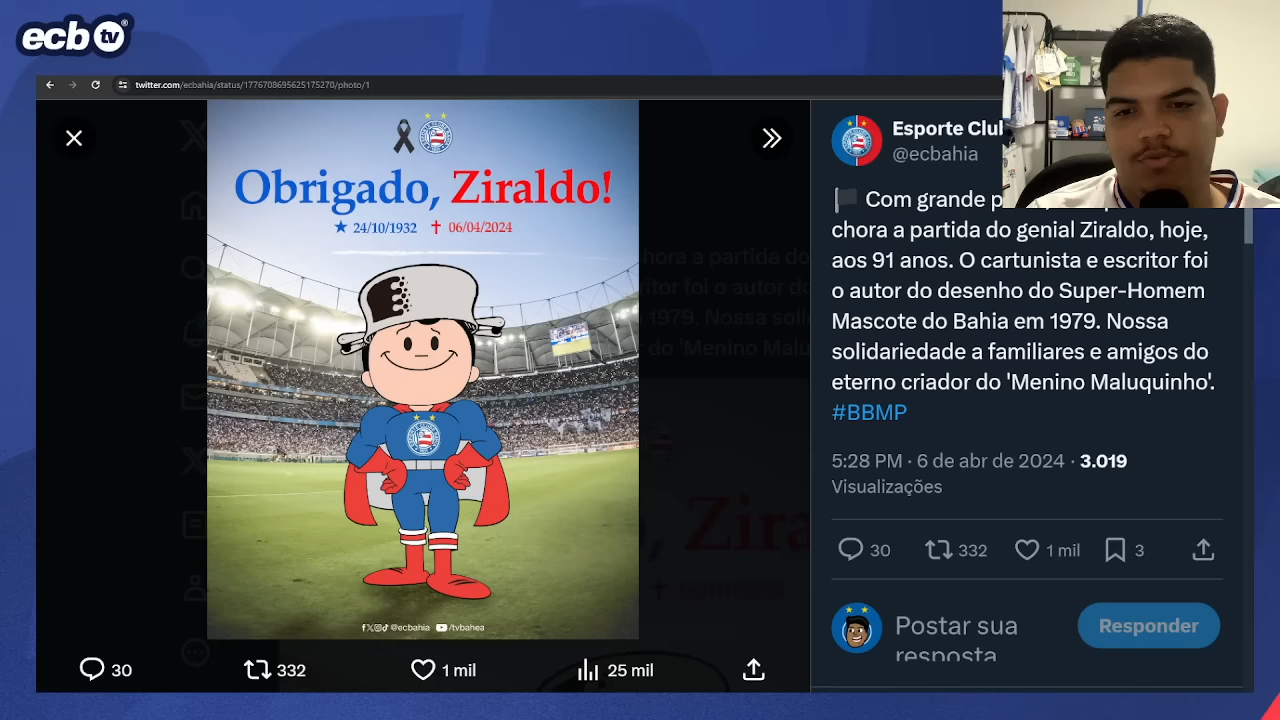 ecb tv
twitter.com/ecbahia/status/1776708695625175270/photo/1
Obrigado, Ziraldo!
24/10/1932 06/04/2024
@ecbahia /tvbahea
30 332 1 mil 25 mil
Esporte Clu
@ecbahia
Com grande p
chora a partida do genial Ziraldo, hoje,
aos 91 anos. O cartunista e escritor foi
o autor do desenho do Super-Homem
Mascote do Bahia em 1979. Nossa
solidariedade a familiares e amigos do
eterno criador do 'Menino Maluquinho'.
#BBMP
5:28 PM · 6 de abr de 2024 · 3.019
Visualizações
30 332 1 mil 3
Postar sua
resposta
Responder